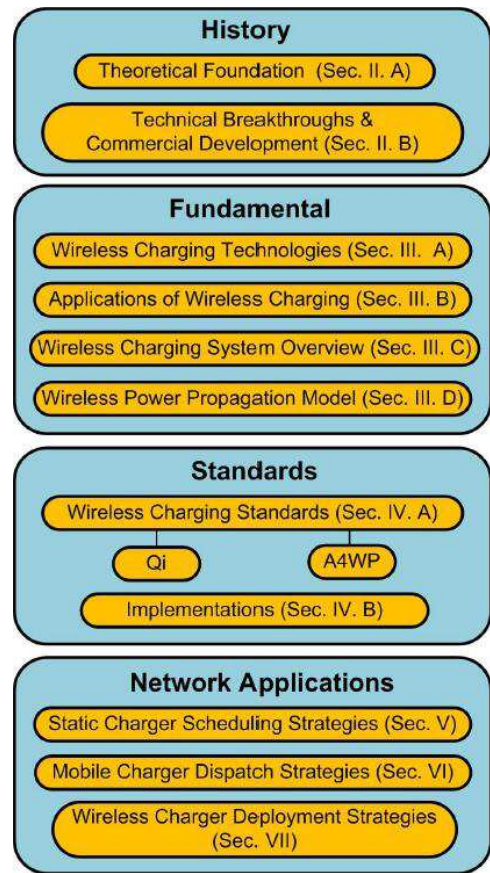 History
Theoretical Foundation (Sec. II. A)
Technical Breakthroughs &
Commercial Development (Sec. II. B)
Fundamental
Wireless Charging Technologies (Sec. III. A)
Applications of Wireless Charging (Sec. III. B)
Wireless Charging System Overview (Sec. III. C)
Wireless Power Propagation Model (Sec. III. D)
Standards
Wireless Charging Standards (Sec. IV. A)
Qi
A4WP
Implementations (Sec. IV. B)
Network Applications
Static Charger Scheduling Strategies (Sec. V)
Mobile Charger Dispatch Strategies (Sec. VI)
Wireless Charger Deployment Strategies
(Sec. VII)